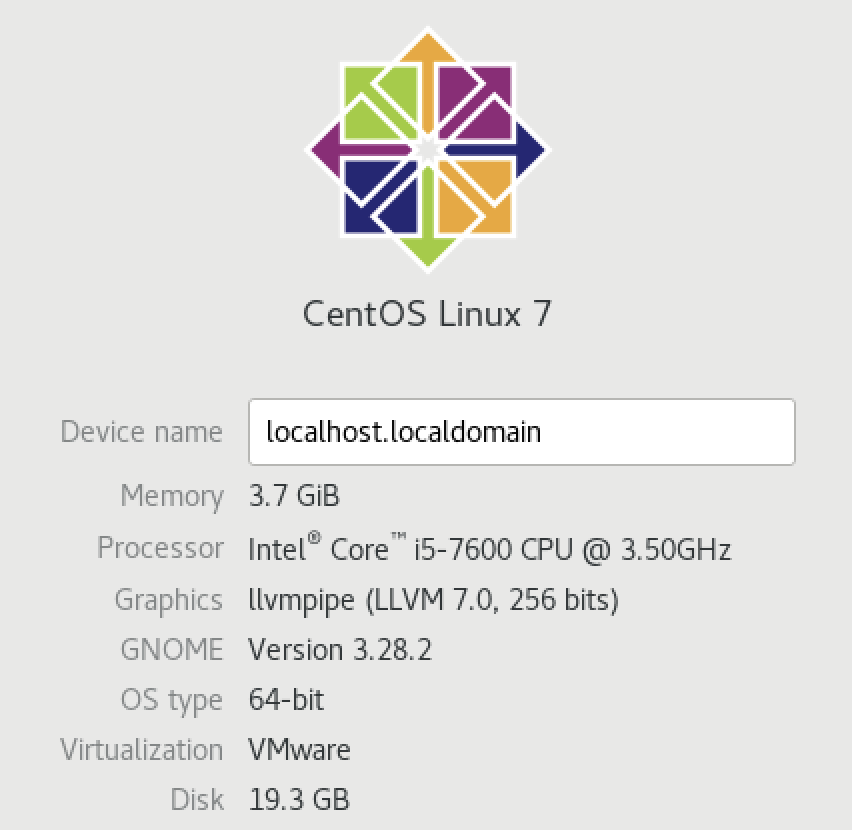 CentOS Linux 7
Device name localhost.localdomain
Memory 3.7 GiB
Processor Intel® Core™ i5-7600 CPU @ 3.50GHz
Graphics llvmpipe (LLVM 7.0, 256 bits)
GNOME Version 3.28.2
OS type 64-bit
Virtualization VMware
Disk 19.3 GB